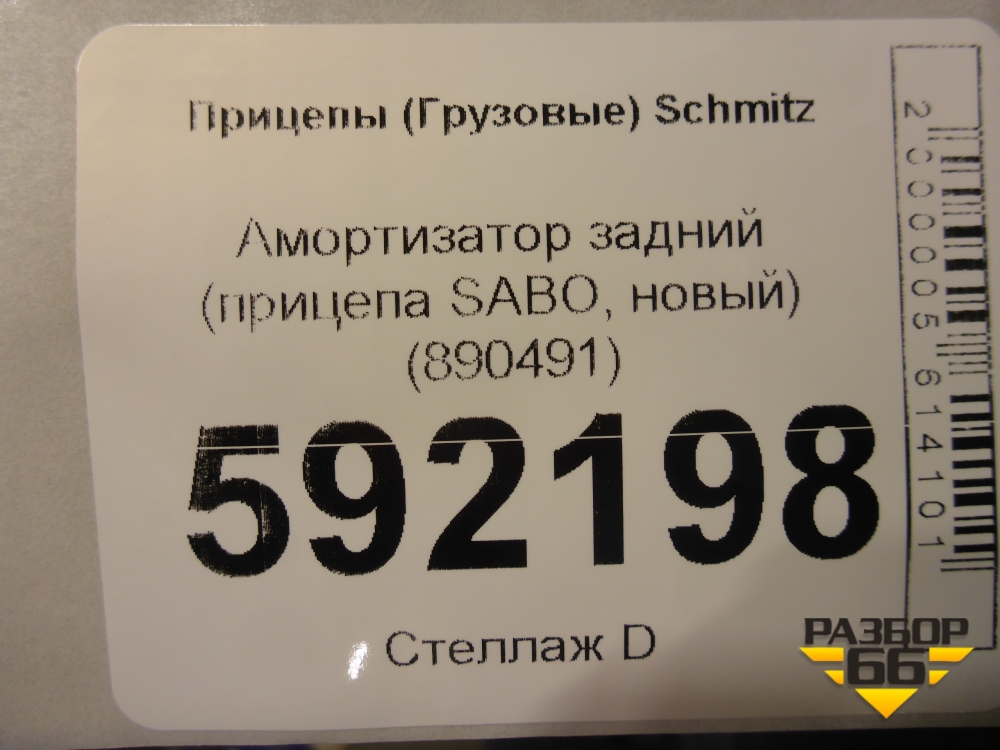 Прицепы (Грузовые) Schmitz
Амортизатор задний
(прицепа SABO, новый)
(890491)
592198
Стеллаж D
2000005614101
РАЗБОР
66